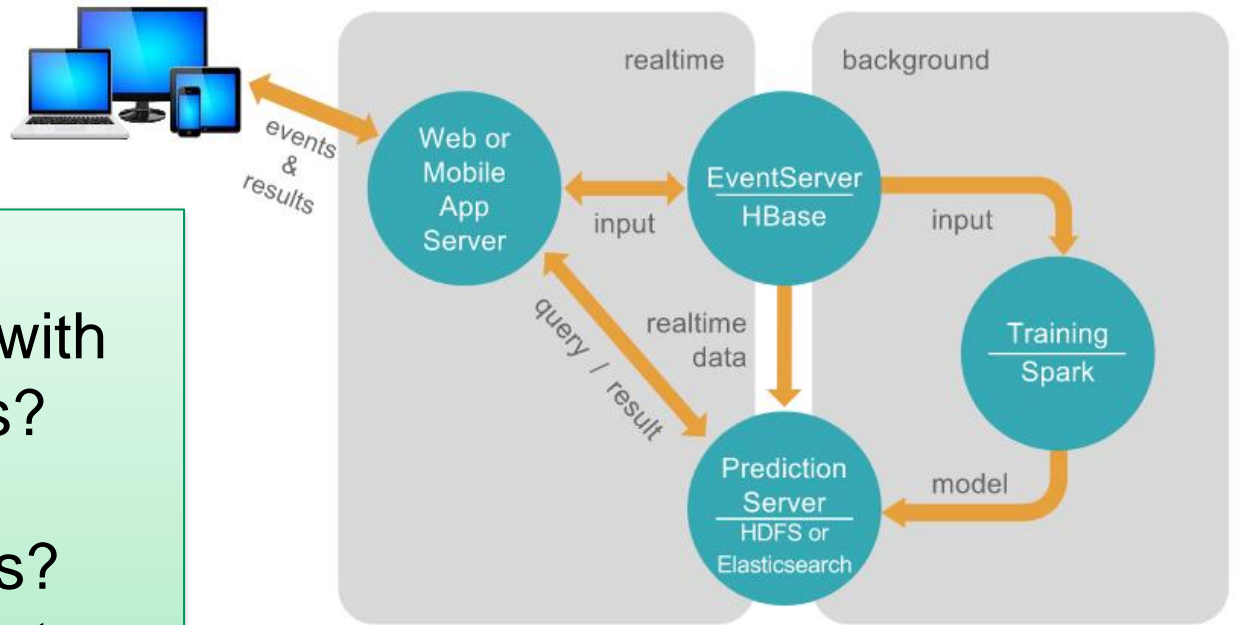 realtime
background
events
&
results
Web or
Mobile
App
Server
input
EventServer
HBase
input
query / result
realtime
data
Training
Spark
Prediction
Server
HDFS or
Elasticsearch
model
with
s?
s?